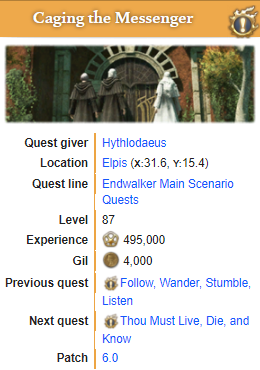 Caging the Messenger
Quest giver Hythlodaeus
Location Elpis (X:31.6, Y:15.4)
Quest line Endwalker Main Scenario
Quests
Level 87
Experience 495,000
Gil 4,000
Previous quest Follow, Wander, Stumble,
Listen
Next quest Thou Must Live, Die, and
Know
Patch 6.0